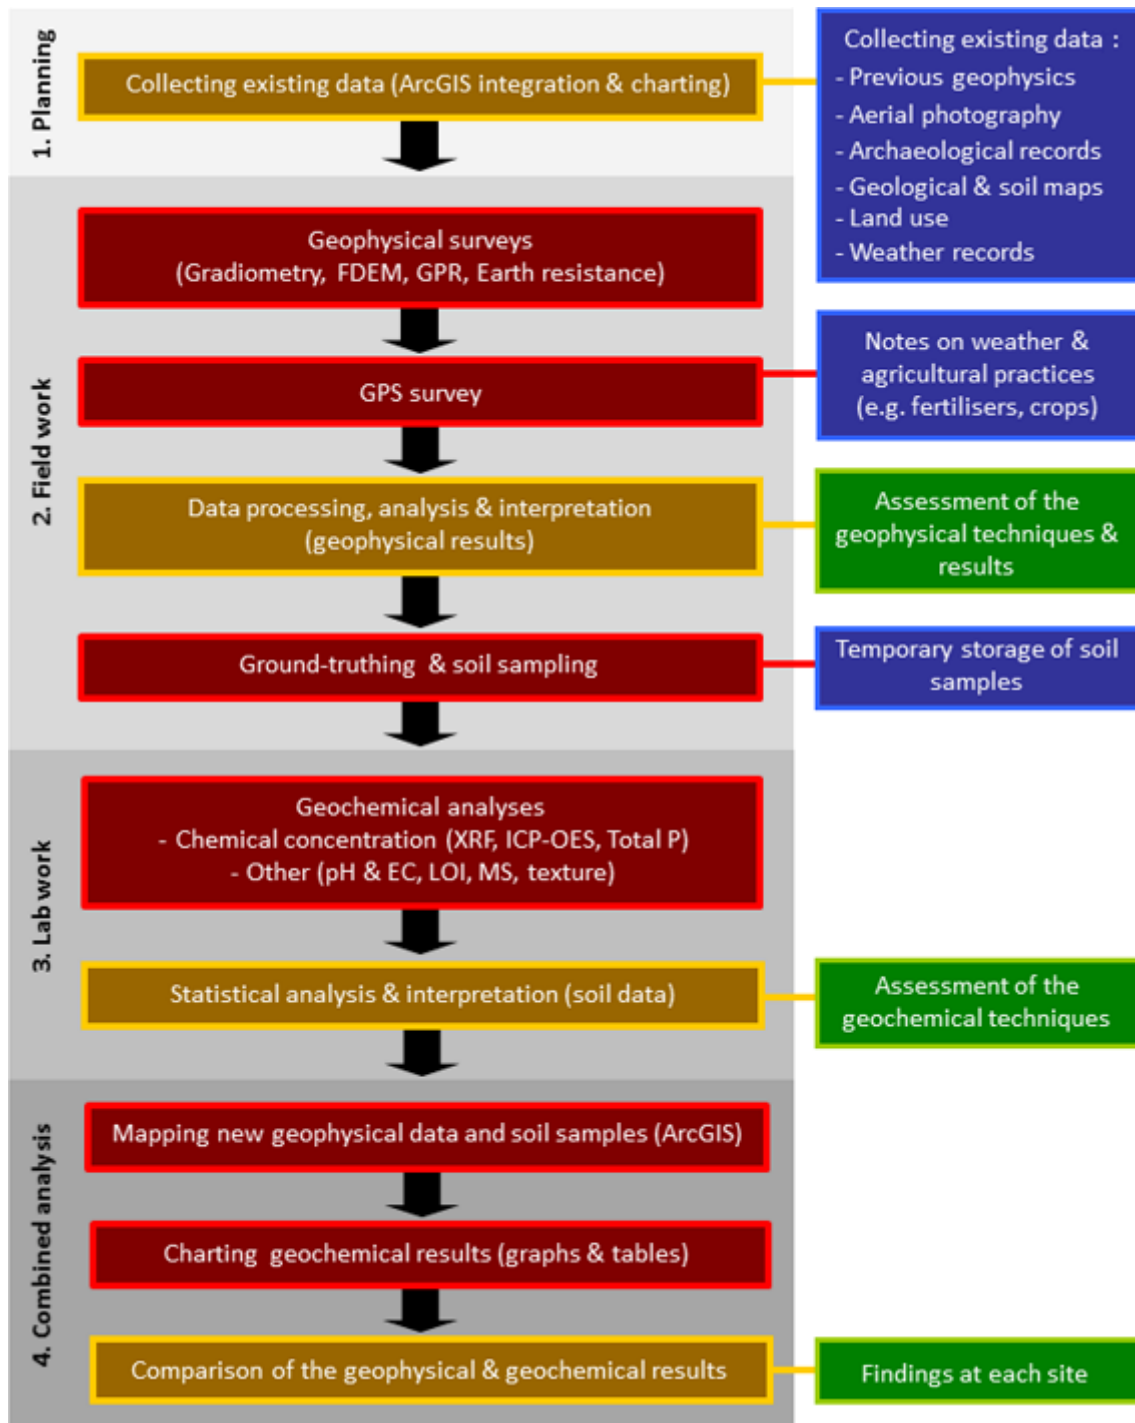 1. Planning
Collecting existing data (ArcGIS integration & charting)
Collecting existing data :
- Previous geophysics
- Aerial photography
- Archaeological records
- Geological & soil maps
- Land use
- Weather records
2. Field work
Geophysical surveys
(Gradiometry, FDEM, GPR, Earth resistance)
GPS survey
Notes on weather &
agricultural practices
(e.g. fertilisers, crops)
Data processing, analysis & interpretation
(geophysical results)
Assessment of the
geophysical techniques &
results
Ground-truthing & soil sampling
Temporary storage of soil
samples
3. Lab work
Geochemical analyses
- Chemical concentration (XRF, ICP-OES, Total P)
- Other (pH & EC, LOI, MS, texture)
Statistical analysis & interpretation (soil data)
Assessment of the
geochemical techniques
4. Combined analysis
Mapping new geophysical data and soil samples (ArcGIS)
Charting geochemical results (graphs & tables)
Comparison of the geophysical & geochemical results
Findings at each site